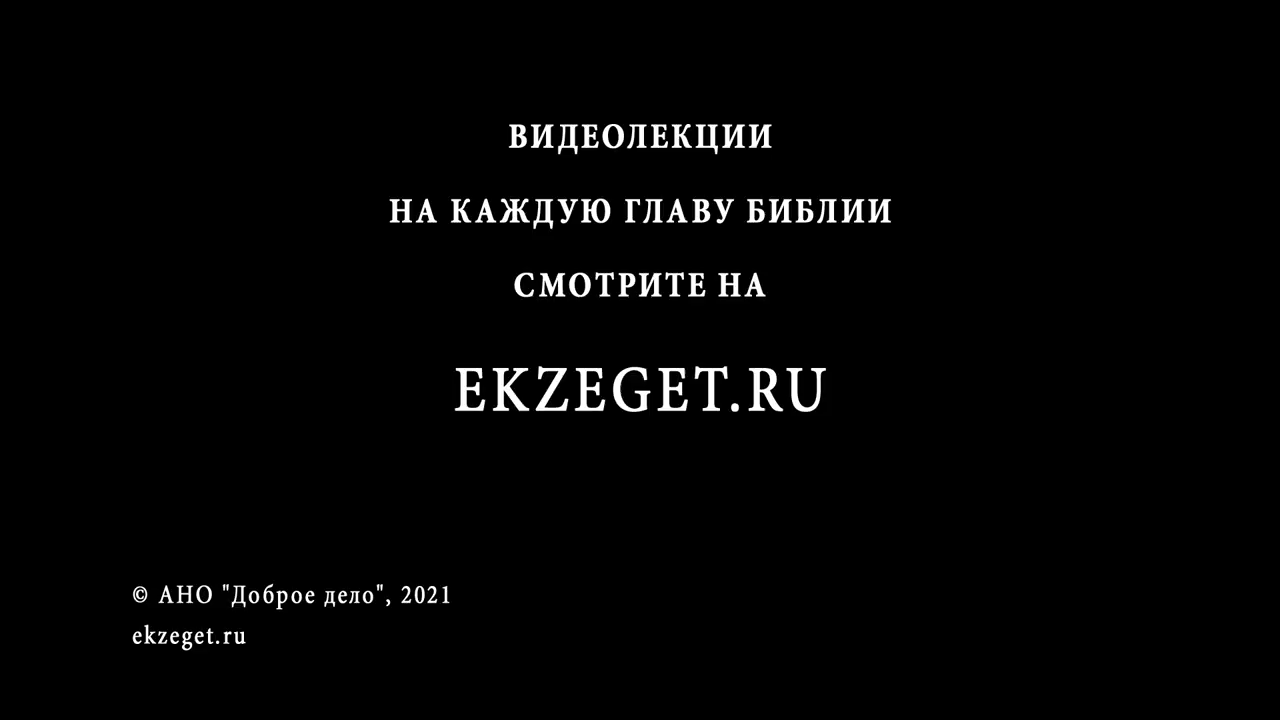 ВИДЕОЛЕКЦИИ
НА КАЖДУЮ ГЛАВУ БИБЛИИ
СМОТРИТЕ НА
EKZEGET.RU
© АНО "Доброе дело", 2021
ekzeget.ru